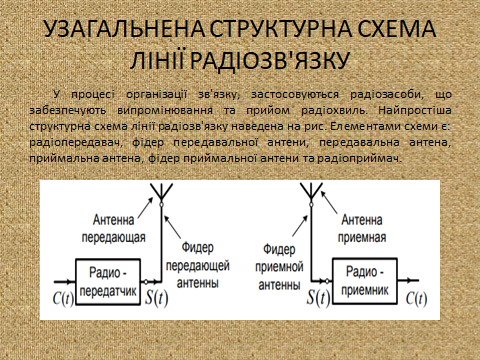 УЗАГАЛЬНЕНА СТРУКТУРНА СХЕМА
ЛІНІЇ РАДІОЗВ'ЯЗКУ
У процесі організації зв'язку, застосовуються радіозасоби, що
забезпечують випромінювання та прийом радіохвиль. Найпростіша
структурна схема лінії радіозв'язку наведена на рис. Елементами схеми є:
радіопередавач, фідер передавальної антени, передавальна антена,
приймальна антена, фідер приймальної антени та радіоприймач.
Антенна
передающая
Фидер
передающей
антенны
Радио -
передатчик
C(t)
S(t)
Антенна
приемная
Фидер
приемной
антенны
Радио -
приемник
S(t)
C(t)